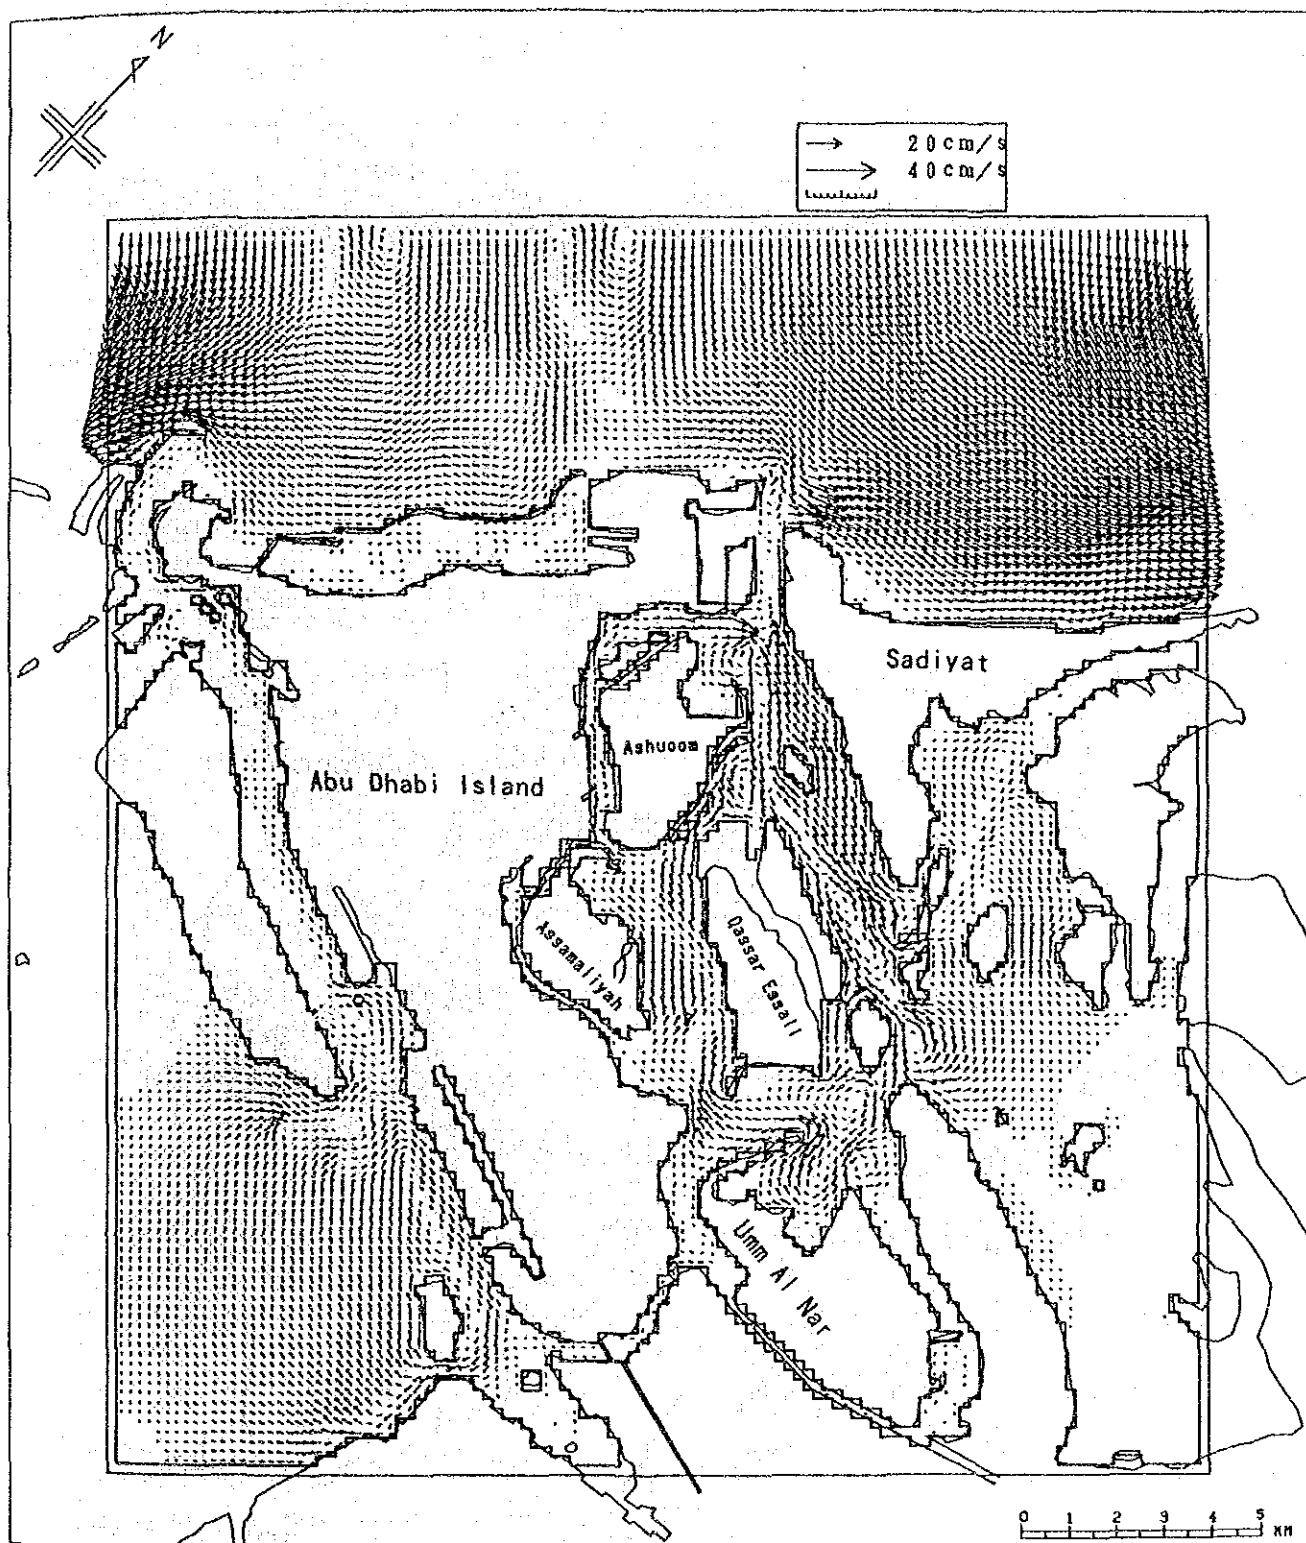 N
20cm/s
40cm/s
Sadiyat
Ashuoom
Abu Dhabi Island
Assamaliyah
Qassar Essali
Umm Al Nar
0 1 2 3 4 5 KM